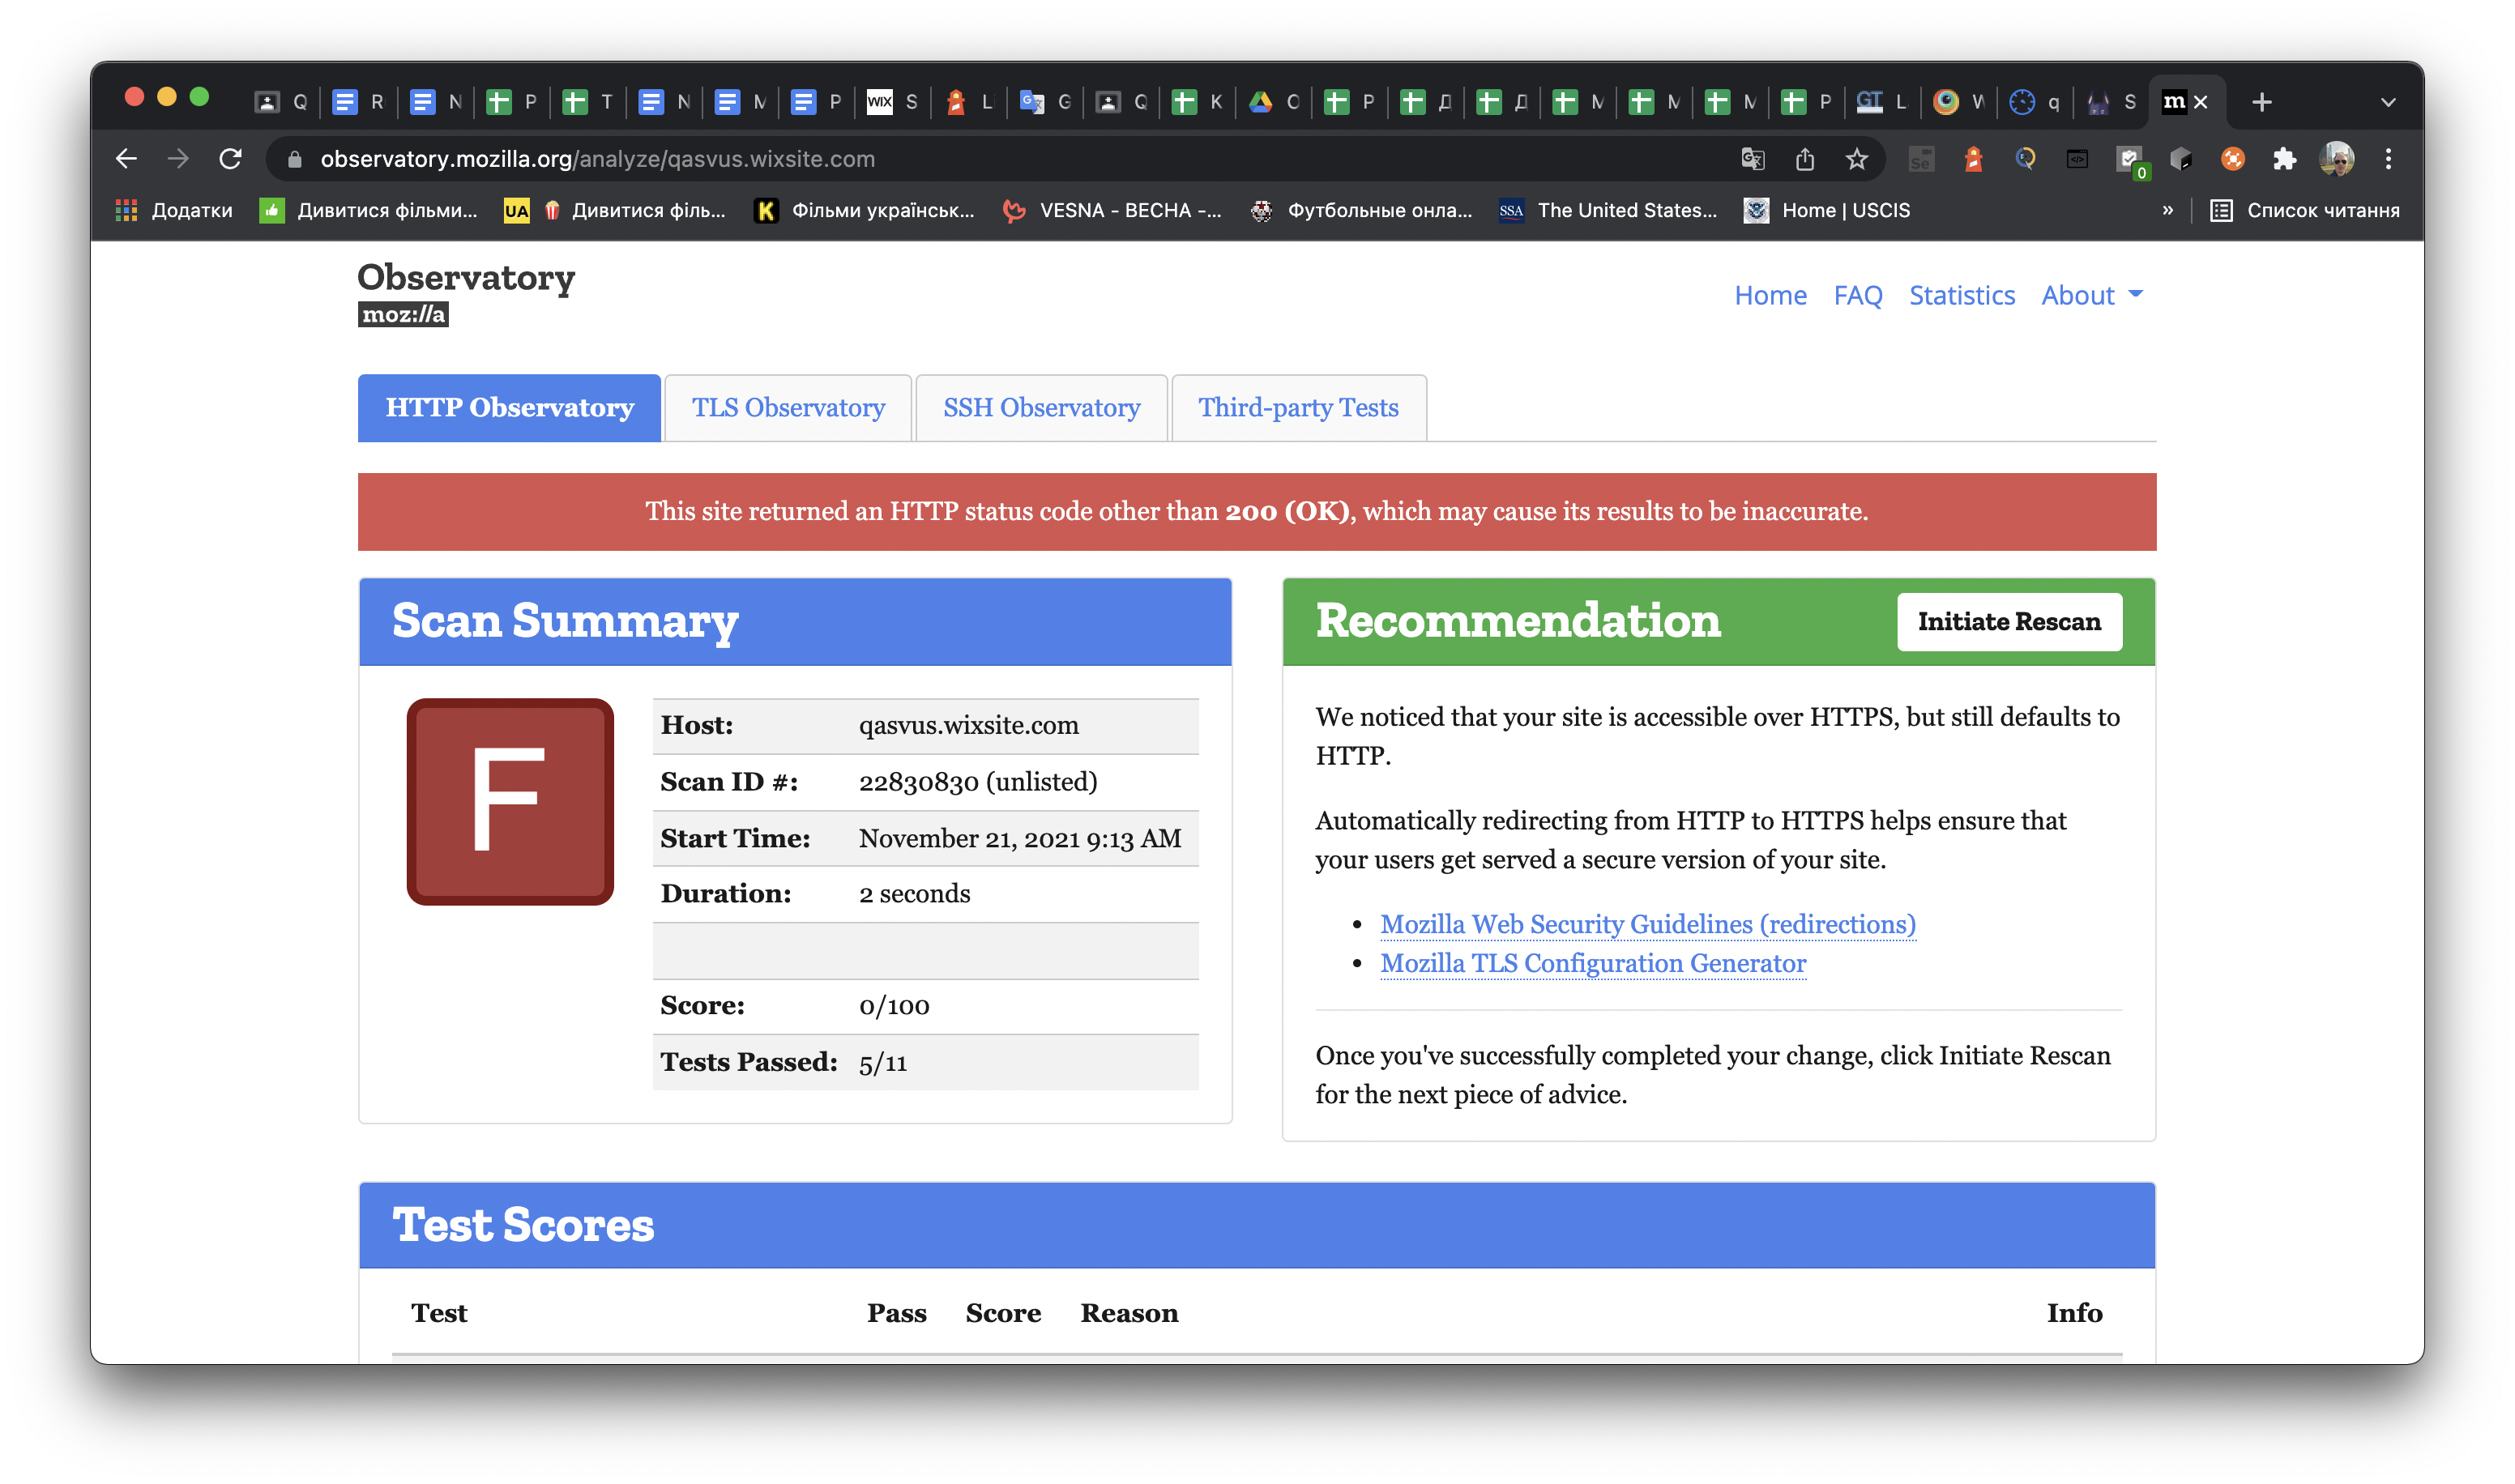 Q R N P T N M P WIX S L G Q K C P Д Д M M M P GT L W q S m
observatory.mozilla.org/analyze/qasvus.wixsite.com
Se 0
Додатки Дивитися фільми... UA Дивитися філь... K Фільми українськ... VESNA - ВЕСНА -... Футбольные онла... SSA The United States... Home | USCIS » Список читання
Observatory
moz://a
Home FAQ Statistics About
HTTP Observatory TLS Observatory SSH Observatory Third-party Tests
This site returned an HTTP status code other than 200 (OK), which may cause its results to be inaccurate.
Scan Summary
F
Host: qasvus.wixsite.com
Scan ID #: 22830830 (unlisted)
Start Time: November 21, 2021 9:13 AM
Duration: 2 seconds
Score: 0/100
Tests Passed: 5/11
Recommendation
Initiate Rescan
We noticed that your site is accessible over HTTPS, but still defaults to
HTTP.
Automatically redirecting from HTTP to HTTPS helps ensure that
your users get served a secure version of your site.
• Mozilla Web Security Guidelines (redirections)
• Mozilla TLS Configuration Generator
Once you've successfully completed your change, click Initiate Rescan
for the next piece of advice.
Test Scores
Test Pass Score Reason Info